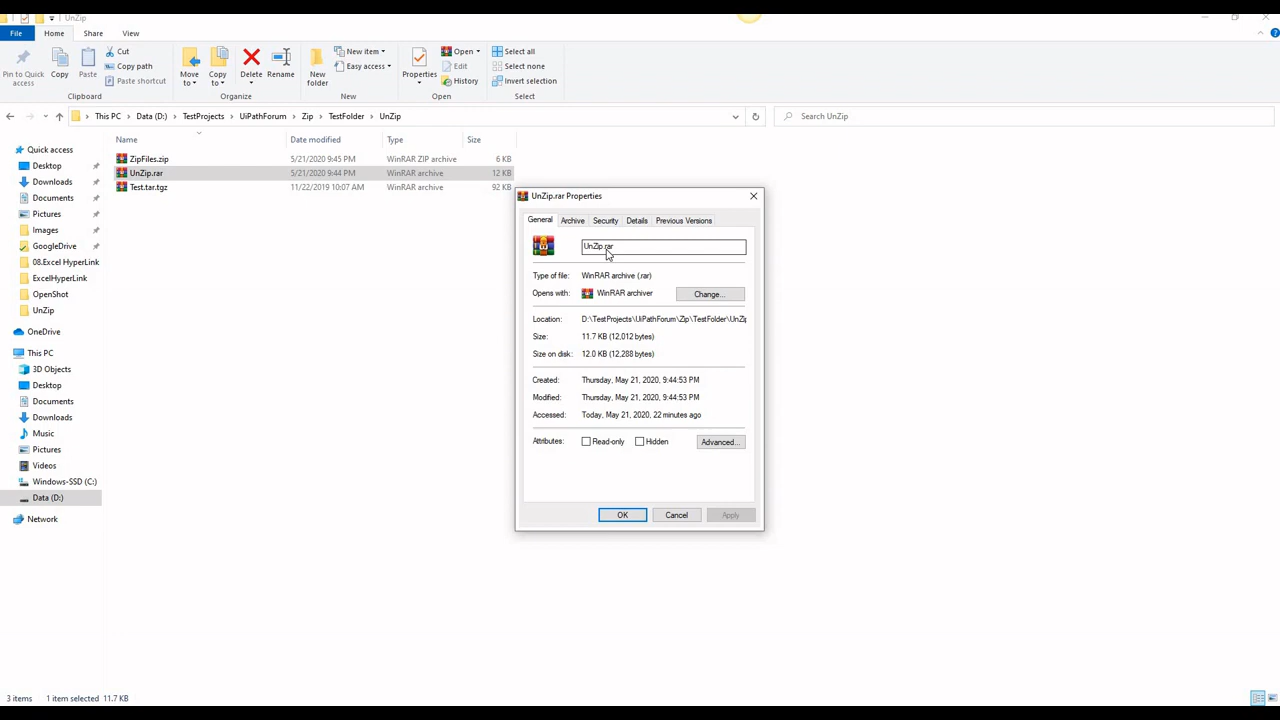 UnZip
File Home Share View
Pin to Quick access
Copy
Paste
Cut
Copy path
Paste shortcut
Clipboard
Move to
Copy to
Delete
Rename
Organize
New folder
New item
Easy access
New
Properties
Open
Edit
History
Open
Select all
Select none
Invert selection
Select
This PC Data (D:) TestProjects UiPathForum Zip TestFolder UnZip
Search UnZip
Name Date modified Type Size
ZipFiles.zip 5/21/2020 9:45 PM WinRAR ZIP archive 6 KB
UnZip.rar 5/21/2020 9:44 PM WinRAR archive 12 KB
Test.tar.tgz 11/22/2019 10:07 AM WinRAR archive 92 KB
Quick access
Desktop
Downloads
Documents
Pictures
Images
GoogleDrive
08.Excel HyperLink
ExcelHyperLink
OpenShot
UnZip
OneDrive
This PC
3D Objects
Desktop
Documents
Downloads
Music
Pictures
Videos
Windows-SSD (C:)
Data (D:)
Network
UnZip.rar Properties
General Archive Security Details Previous Versions
UnZip.rar
Type of file: WinRAR archive (.rar)
Opens with: WinRAR archiver Change...
Location: D:\TestProjects\UiPathForum\Zip\TestFolder\UnZip
Size: 11.7 KB (12,012 bytes)
Size on disk: 12.0 KB (12,288 bytes)
Created: Thursday, May 21, 2020, 9:44:53 PM
Modified: Thursday, May 21, 2020, 9:44:53 PM
Accessed: Today, May 21, 2020, 22 minutes ago
Attributes: Read-only Hidden Advanced...
OK Cancel Apply
3 items 1 item selected 11.7 KB